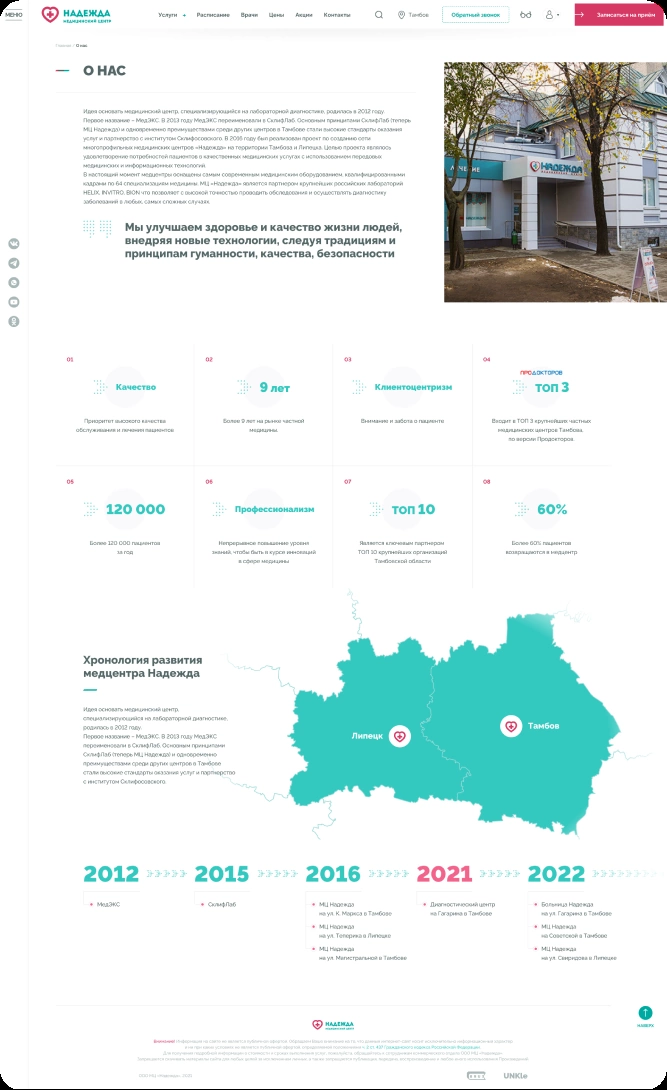 МЕНЮ
НАДЕЖДА
МЕДИЦИНСКИЙ ЦЕНТР
Услуги +
Расписание
Врачи
Цены
Акции
Контакты
Тамбов
Обратный звонок
Записаться на приём
Главная / О нас
О НАС
Идея основать медицинский центр, специализирующийся на лабораторной диагностике, родилась в 2012 году.
Первое название – МедЭКС. В 2013 году МедЭКС переименовали в СклифЛаб. Основными принципами СклифЛаб (теперь
МЦ Надежда) и одновременно преимуществами среди других центров в Тамбове стали высокие стандарты оказания
услуг и партнерство с институтом Склифосовского. В 2016 году был реализован проект по созданию сети
многопрофильных медицинских центров «Надежда» на территории Тамбова и Липецка. Целью проекта являлось
удовлетворение потребностей пациентов в качественных медицинских услугах с использованием передовых
медицинских и информационных технологий.
В настоящий момент медцентры оснащены самым современным медицинским оборудованием, квалифицированными
кадрами по 64 специализациям медицины. МЦ «Надежда» является партнером крупнейших российских лабораторий
HELIX, INVITRO, BION что позволяет с высокой точностью проводить обследования и осуществлять диагностику
заболеваний в любых, самых сложных случаях.
Мы улучшаем здоровье и качество жизни людей,
внедряя новые технологии, следуя традициям и
принципам гуманности, качества, безопасности
ЛЕЧЕНИЕ
НАДЕЖДА
НАДЕЖДА
01
Качество
Приоритет высокого качества
обслуживания и лечения пациентов
02
9 лет
Более 9 лет на рынке частной
медицины.
03
Клиентоцентризм
Внимание и забота о пациенте
04
ПРОДОКТОРОВ
ТОП 3
Входит в ТОП 3 крупнейших частных
медицинских центров Тамбова,
по версии Продокторов.
05
120 000
Более 120 000 пациентов
за год
06
Профессионализм
Непрерывное повышение уровня
знаний, чтобы быть в курсе инноваций
в сфере медицины
07
ТОП 10
Является ключевым партнером
ТОП 10 крупнейших организаций
Тамбовской области
08
60%
Более 60% пациентов
возвращаются в медцентр
Хронология развития
медцентра Надежда
Идея основать медицинский центр,
специализирующийся на лабораторной диагностике,
родилась в 2012 году.
Первое название – МедЭКС. В 2013 году МедЭКС
переименовали в СклифЛаб. Основными принципами
СклифЛаб (теперь МЦ Надежда) и одновременно
преимуществами среди других центров в Тамбове
стали высокие стандарты оказания услуг и партнерство
с институтом Склифосовского.
Липецк
Тамбов
2012
МедЭКС
2015
СклифЛаб
2016
МЦ Надежда
на ул. К. Маркса в Тамбове
МЦ Надежда
на ул. Теперика в Липецке
МЦ Надежда
на ул. Магистральной в Тамбове
2021
Диагностический центр
на Гагарина в Тамбове
2022
Больница Надежда
на ул. Гагарина в Тамбове
МЦ Надежда
на Советской в Тамбове
МЦ Надежда
на ул. Свиридова в Липецке
НАВЕРХ
НАДЕЖДА
МЕДИЦИНСКИЙ ЦЕНТР
UNKle